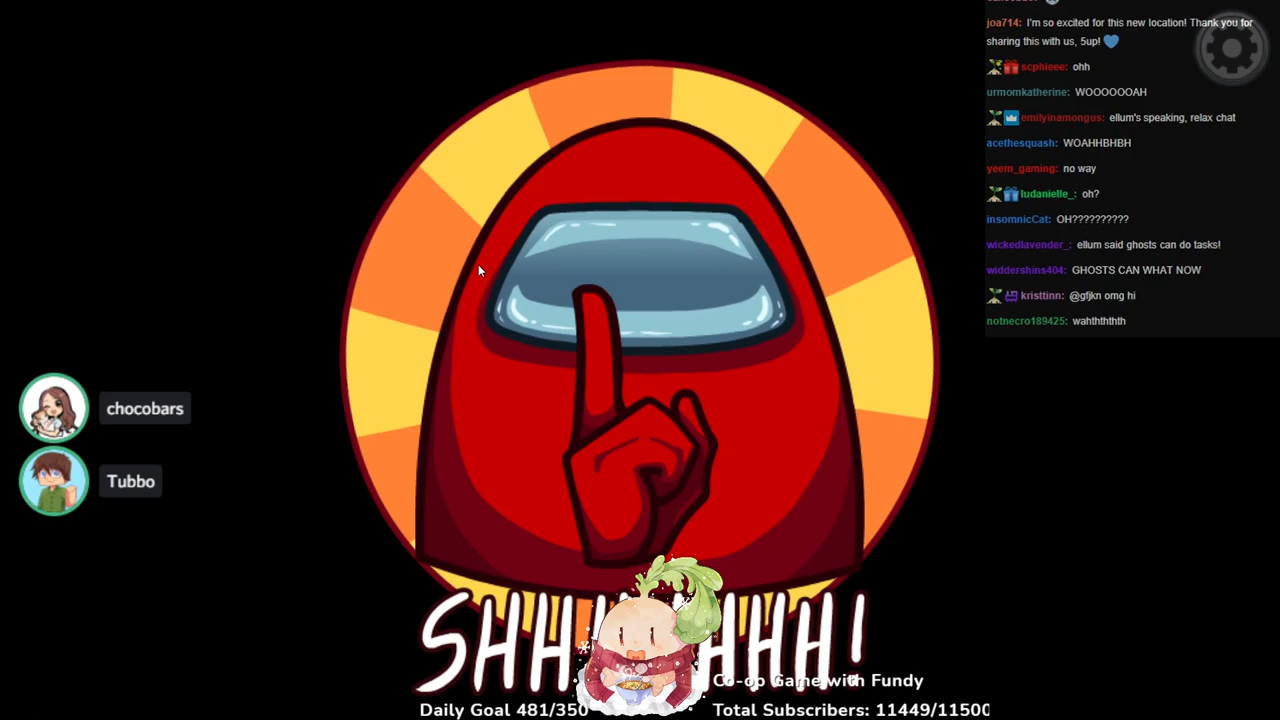 joa714: I'm so excited for this new location! Thank you for
sharing this with us, 5up!
scphieee: ohh
urmomkatherine: WOOOOOOAH
emilyinamongus: ellum's speaking, relax chat
acethesquash: WOAHHBHBH
yeem_gaming: no way
ludanielle_: oh?
insomnicCat: OH??????????
wickedlavender_: ellum said ghosts can do tasks!
widdershins404: GHOSTS CAN WHAT NOW
kristtinn: @gfjkn omg hi
notnecro189425: wahthththth
chocobars
Tubbo
SHH HHH!
Co-op Game with Fundy
Daily Goal 481/350
Total Subscribers: 11449/11500